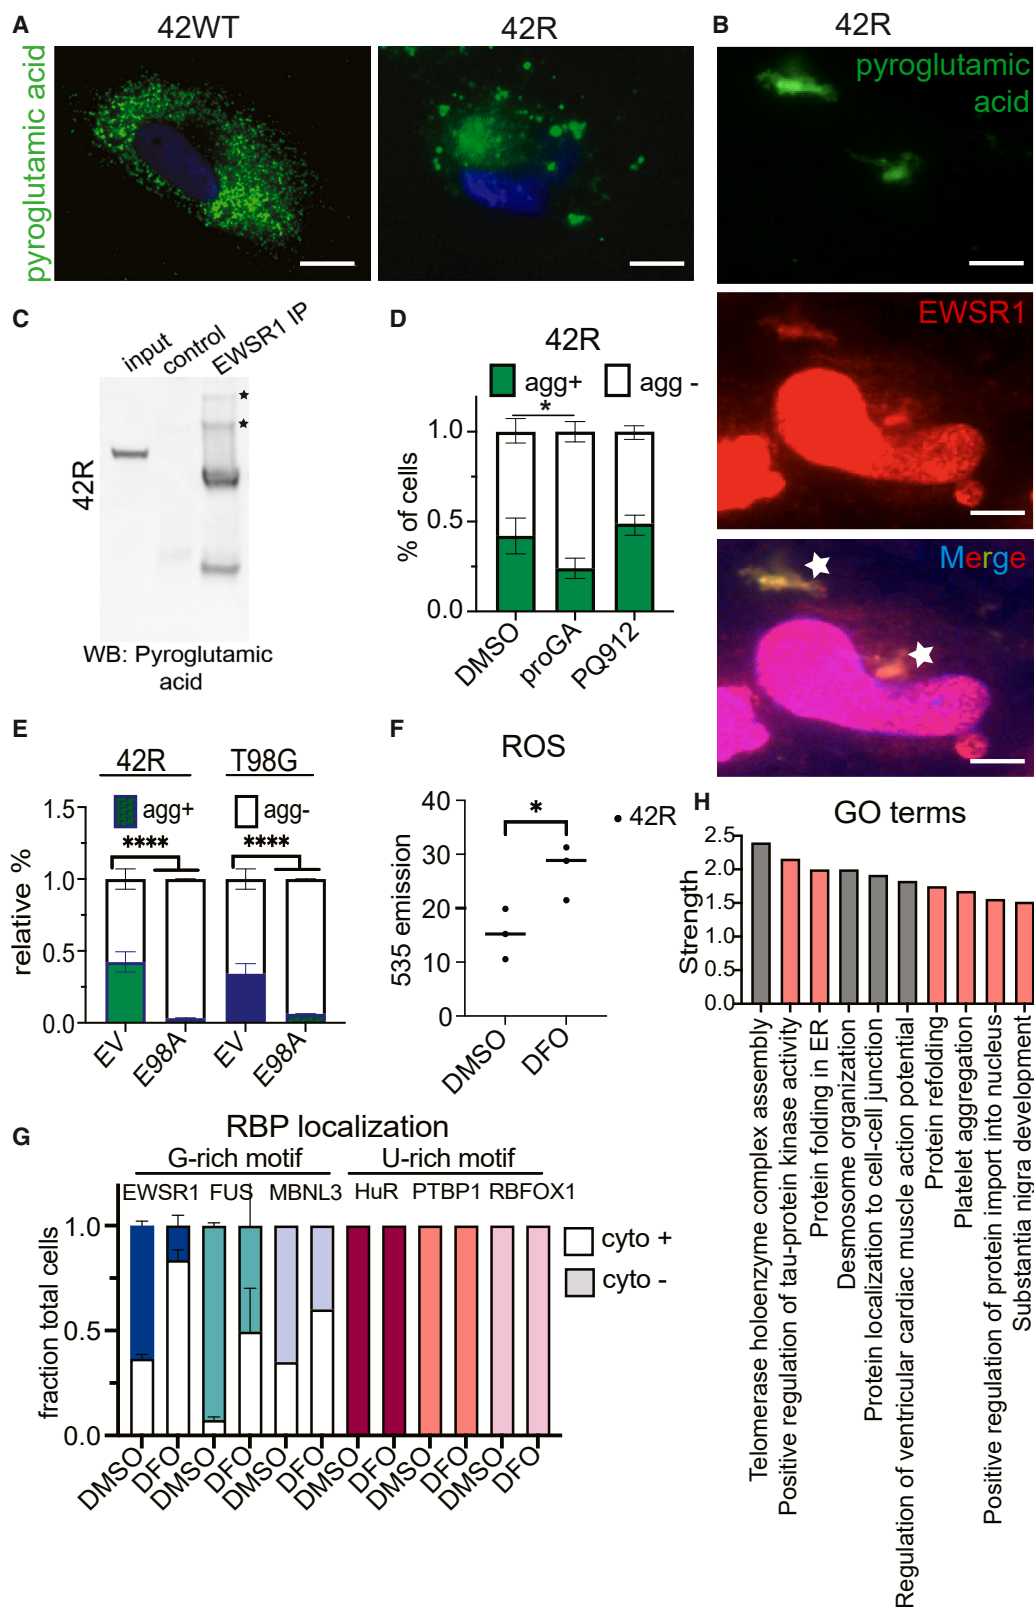 A
42WT
42R
pyroglutamic acid
B
42R
pyroglutamic
acid
EWSR1
Merge
C
input
control
EWSR1 IP
42R
WB: Pyroglutamic
acid
D
42R
agg+
agg -
*
% of cells
1.0
0.5
0.0
DMSO
proGA
PQ912
E
42R
T98G
agg+
agg-
****
****
relative %
1.5
1.0
0.5
0.0
EV
E98A
EV
E98A
F
ROS
42R
*
535 emission
40
30
20
10
0
DMSO
DFO
G
RBP localization
G-rich motif
U-rich motif
EWSR1
FUS
MBNL3
HuR
PTBP1
RBFOX1
cyto +
cyto -
fraction total cells
1.0
0.5
0.0
DMSO
DFO
DMSO
DFO
DMSO
DFO
DMSO
DFO
DMSO
DFO
DMSO
DFO
H
GO terms
Strength
2.5
2.0
1.5
1.0
0.5
0.0
Telomerase holoenzyme complex assembly
Positive regulation of tau-protein kinase activity
Protein folding in ER
Desmosome organization
Protein localization to cell-cell junction
Regulation of ventricular cardiac muscle action potential
Protein refolding
Platelet aggregation
Positive regulation of protein import into nucleus
Substantia nigra development